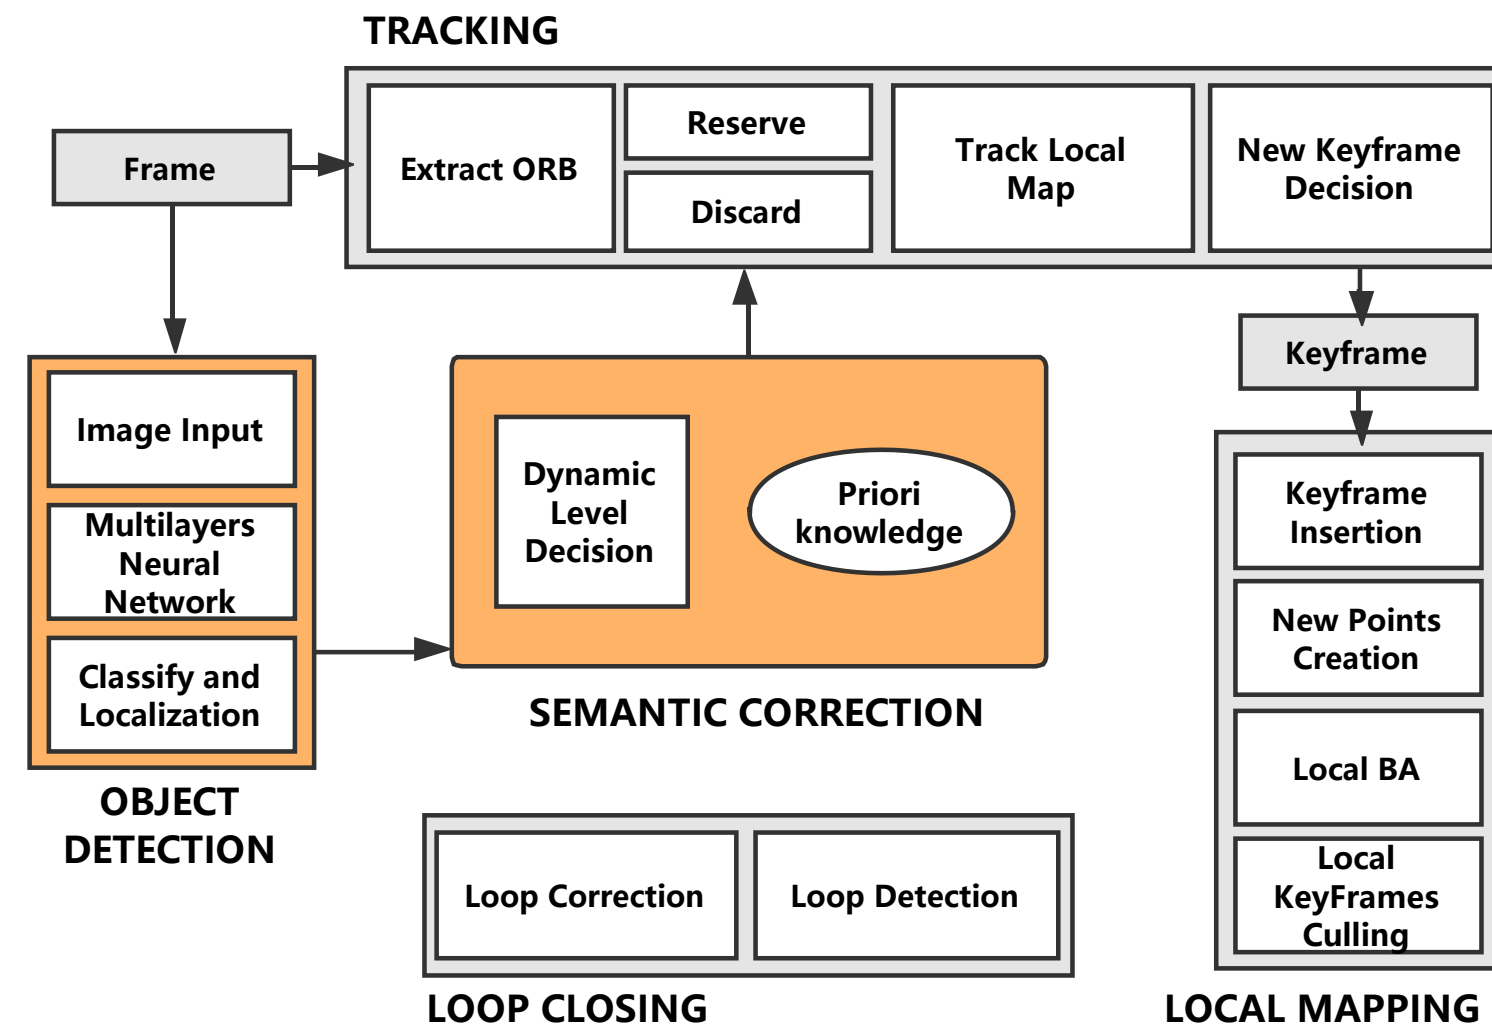 TRACKING
Frame
Extract ORB
Reserve
Discard
Track Local
Map
New Keyframe
Decision
Keyframe
Image Input
Multilayers
Neural
Network
Classify and
Localization
OBJECT
DETECTION
Dynamic
Level
Decision
Priori
knowledge
SEMANTIC CORRECTION
Loop Correction
Loop Detection
LOOP CLOSING
Keyframe
Insertion
New Points
Creation
Local BA
Local
KeyFrames
Culling
LOCAL MAPPING